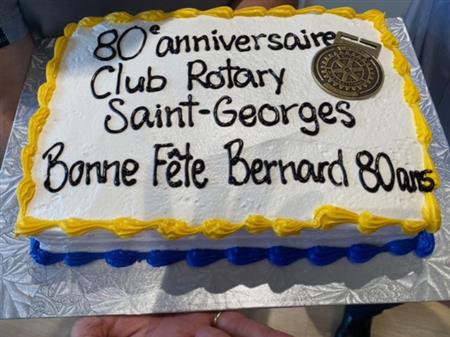 80e anniversaire
Club Rotary
Saint-Georges
Bonne Fête Bernard 80 ans